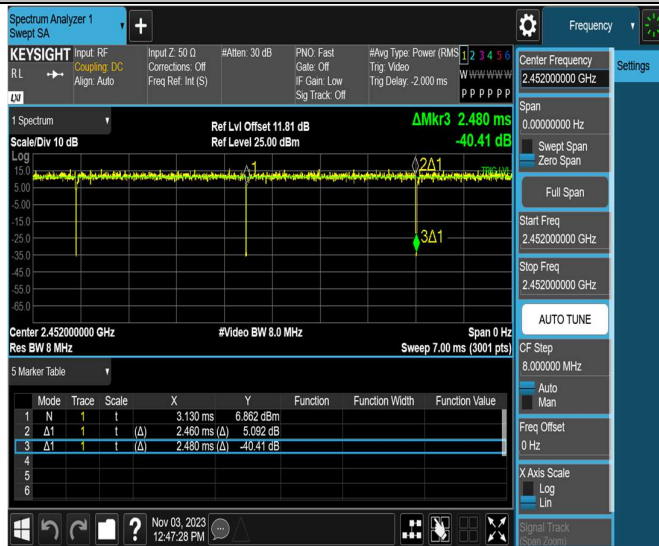 Spectrum Analyzer 1
Swept SA
Frequency
KEYSIGHT Input: RF Input Z: 50 Ω #Atten: 30 dB PNO: Fast #Avg Type: Power (RMS 1 2 3 4 5 6
RL Coupling: DC Corrections: Off Gate: Off Trig: Video W W W W W W
Align: Auto Freq Ref: Int (S) IF Gain: Low Trig Delay: -2.000 ms
LXI Sig Track: Off P P P P P P
1 Spectrum
Scale/Div 10 dB
Ref Lvl Offset 11.81 dB
Ref Level 25.00 dBm
ΔMkr3 2.480 ms
-40.41 dB
Log
15.0
5.00
-5.00
-15.0
-25.0
-35.0
-45.0
-55.0
-65.0
1
2Δ1
TRIG LVL
3Δ1
Center 2.452000000 GHz #Video BW 8.0 MHz Span 0 Hz
Res BW 8 MHz Sweep 7.00 ms (3001 pts)
5 Marker Table
Mode Trace Scale X Y Function Function Width Function Value
1 N 1 t 3.130 ms 6.862 dBm
2 Δ1 1 t (Δ) 2.460 ms (Δ) 5.092 dB
3 Δ1 1 t (Δ) 2.480 ms (Δ) -40.41 dB
4
5
6
Nov 03, 2023
12:47:28 PM
Center Frequency
2.452000000 GHz
Settings
Span
0.00000000 Hz
Swept Span
Zero Span
Full Span
Start Freq
2.452000000 GHz
Stop Freq
2.452000000 GHz
AUTO TUNE
CF Step
8.000000 MHz
Auto
Man
Freq Offset
0 Hz
X Axis Scale
Log
Lin
Signal Track
(Span Zoom)